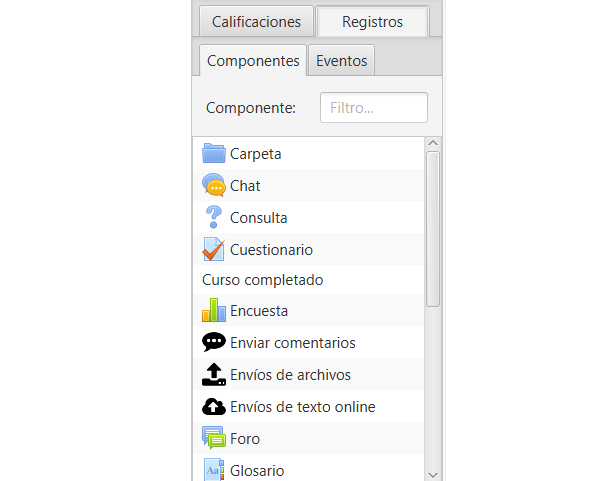 Calificaciones Registros
Componentes Eventos
Componente: Filtro...
Carpeta
Chat
Consulta
Cuestionario
Curso completado
Encuesta
Enviar comentarios
Envíos de archivos
Envíos de texto online
Foro
Aa Glosario